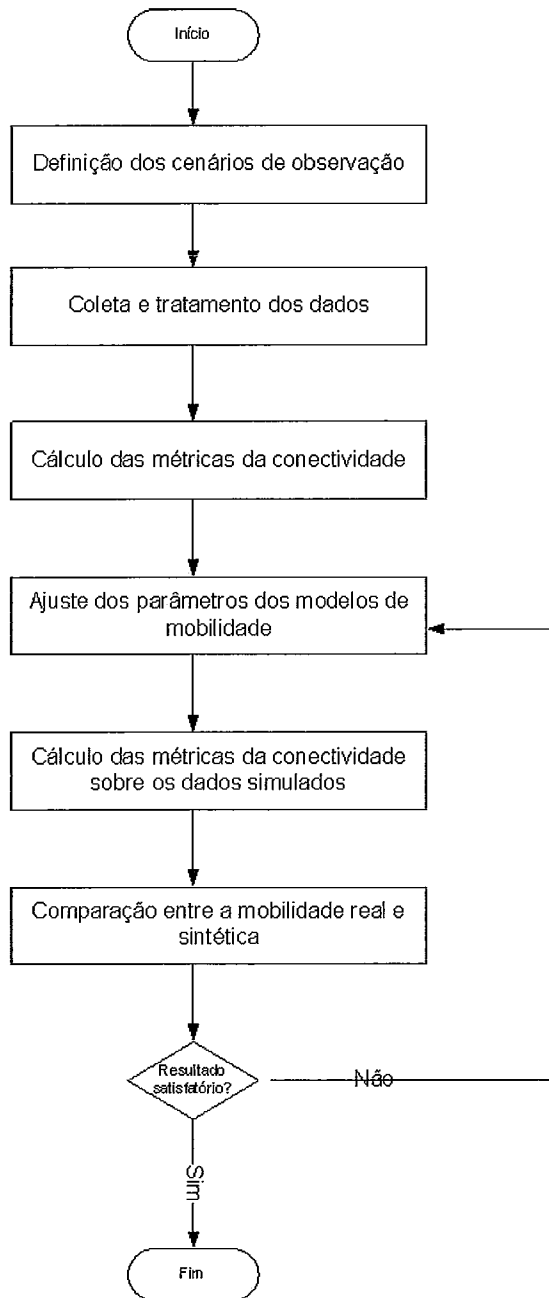 Início
Definição dos cenários de observação
Coleta e tratamento dos dados
Cálculo das métricas da conectividade
Ajuste dos parâmetros dos modelos de
mobilidade
Cálculo das métricas da conectividade
sobre os dados simulados
Comparação entre a mobilidade real e
sintética
Resultado
satisfatório?
Não
Sim
Fim